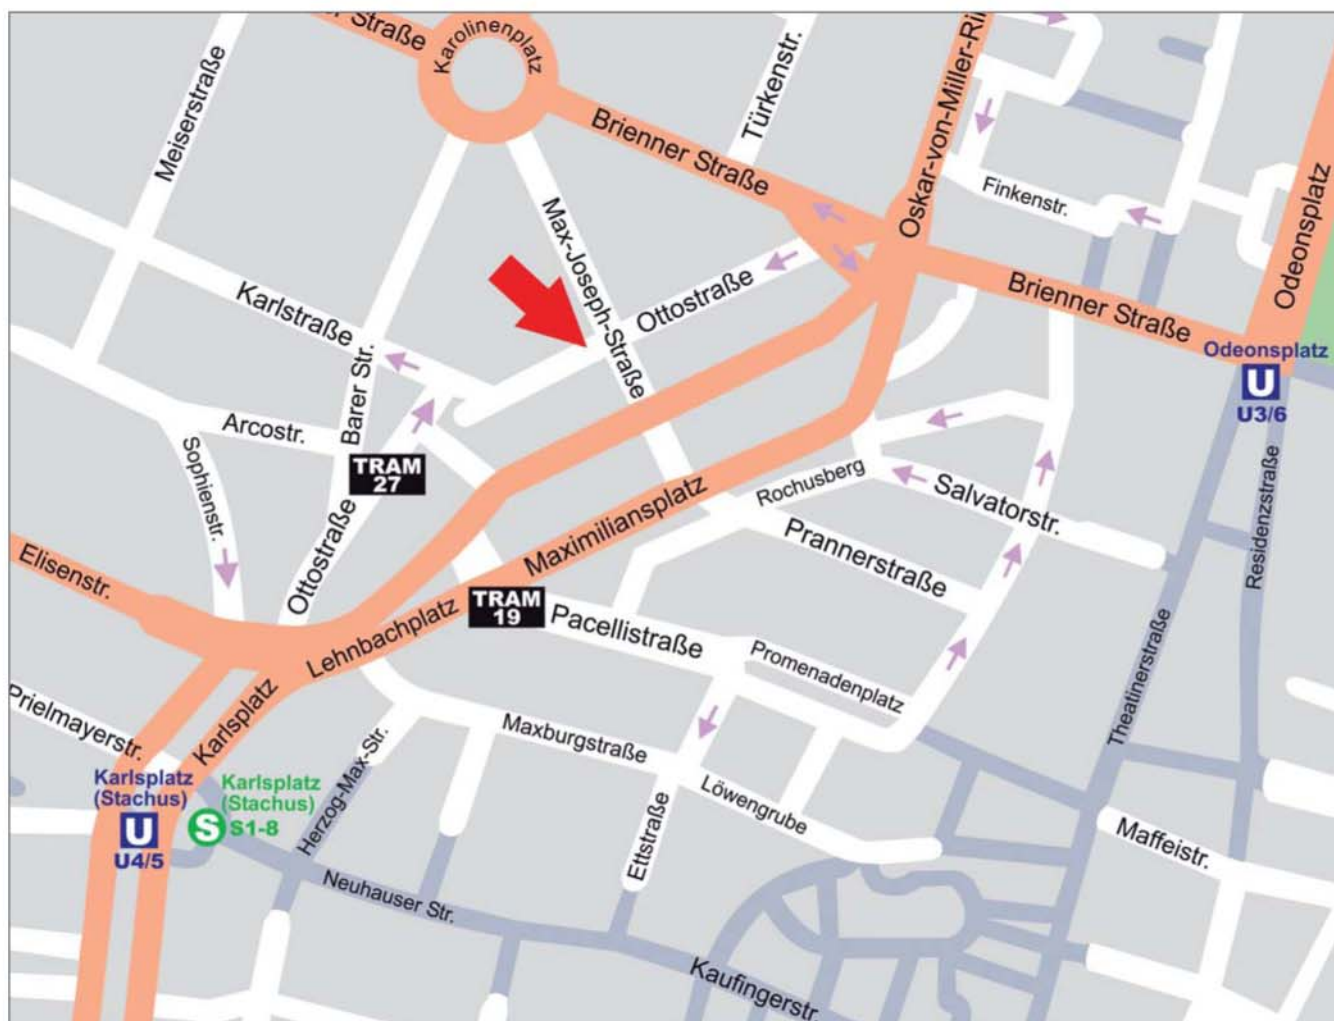 er Straße
Karolinenplatz
Meiserstraße
Türkenstr.
Oskar-von-Miller-Rin
Brienner Straße
Finkenstr.
Odeonsplatz
Max-Joseph-Straße
Karlstraße
Ottostraße
Brienner Straße
Odeonsplatz
U
U3/6
Barer Str.
Arcostr.
Sophienstr.
TRAM
27
Rochusberg
Salvatorstr.
Residenzstraße
Maximiliansplatz
Prannerstraße
Elisenstr.
Ottostraße
TRAM
19
Lehnbachplatz
Pacellistraße
Promenadenplatz
Theatinerstraße
Prielmayerstr.
Karlsplatz
Maxburgstraße
Herzog-Max-Str.
Karlsplatz
(Stachus)
U
U4/5
Karlsplatz
(Stachus)
S S1-8
Löwengrube
Ettstraße
Maffeistr.
Neuhauser Str.
Kaufingerstr.